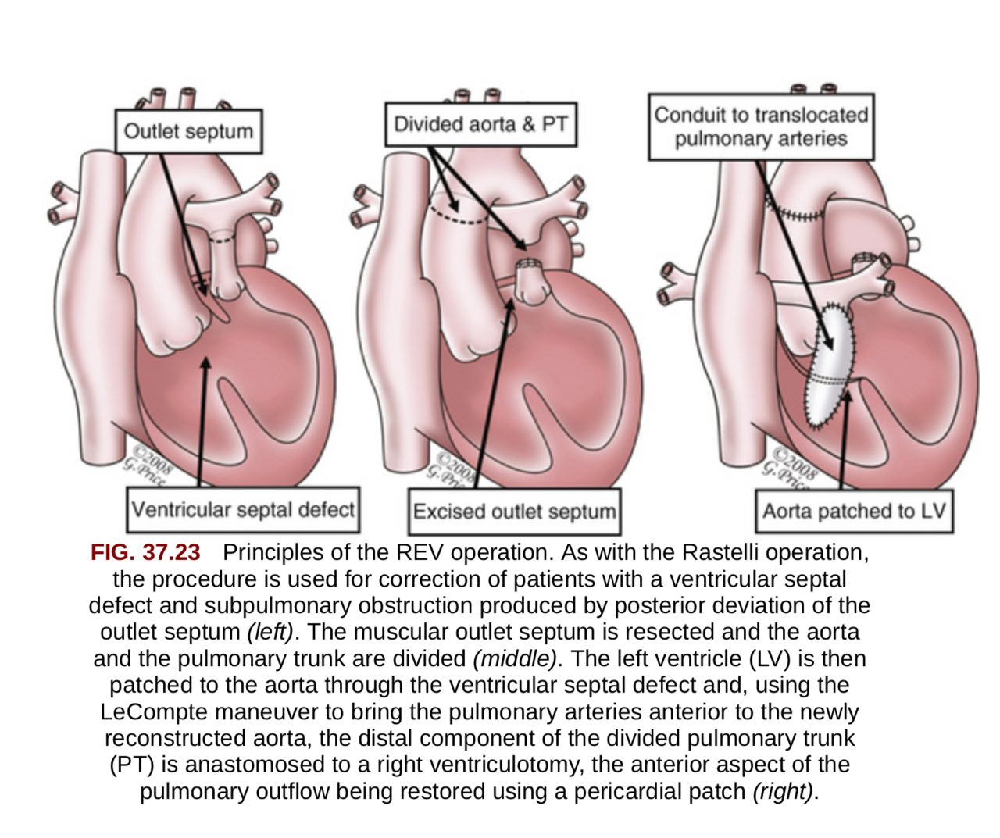 Outlet septum
Divided aorta & PT
Conduit to translocated
pulmonary arteries
©2008
G.Price
©2008
G.Price
Ventricular septal defect
Excised outlet septum
Aorta patched to LV
FIG. 37.23 Principles of the REV operation. As with the Rastelli operation,
the procedure is used for correction of patients with a ventricular septal
defect and subpulmonary obstruction produced by posterior deviation of the
outlet septum (left). The muscular outlet septum is resected and the aorta
and the pulmonary trunk are divided (middle). The left ventricle (LV) is then
patched to the aorta through the ventricular septal defect and, using the
LeCompte maneuver to bring the pulmonary arteries anterior to the newly
reconstructed aorta, the distal component of the divided pulmonary trunk
(PT) is anastomosed to a right ventriculotomy, the anterior aspect of the
pulmonary outflow being restored using a pericardial patch (right).